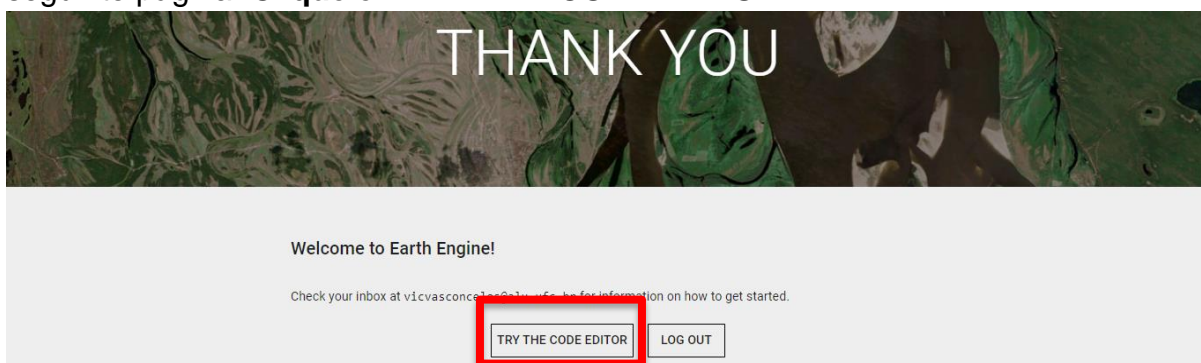 THANK YOU
Welcome to Earth Engine!
Check your inbox at for information on how to get started.
TRY THE CODE EDITOR LOG OUT